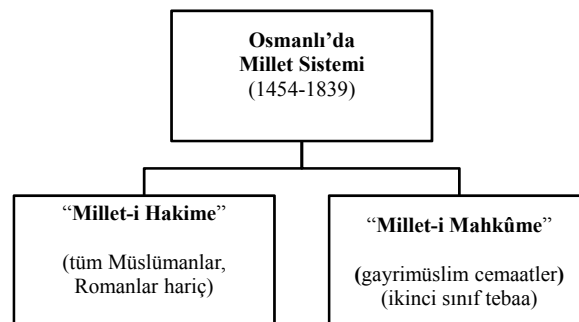 Osmanlı’da
Millet Sistemi
(1454-1839)
“Millet-i Hakime”
(tüm Müslümanlar,
Romanlar hariç)
“Millet-i Mahkûme”
(gayrimüslim cemaatler)
(ikinci sınıf tebaa)